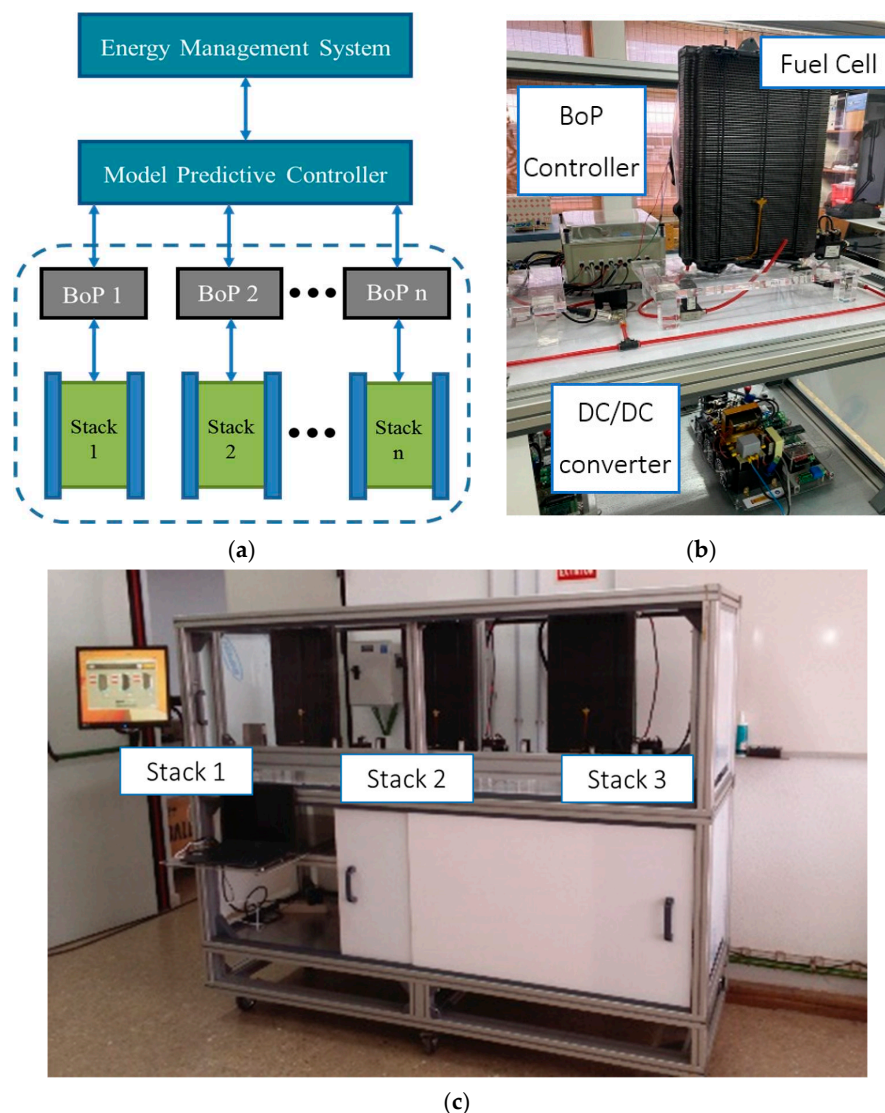 Energy Management System
Model Predictive Controller
BoP 1
BoP 2
BoP n
Stack
1
Stack
2
Stack
n
(a)
Fuel Cell
BoP
Controller
DC/DC
converter
(b)
Stack 1
Stack 2
Stack 3
(c)